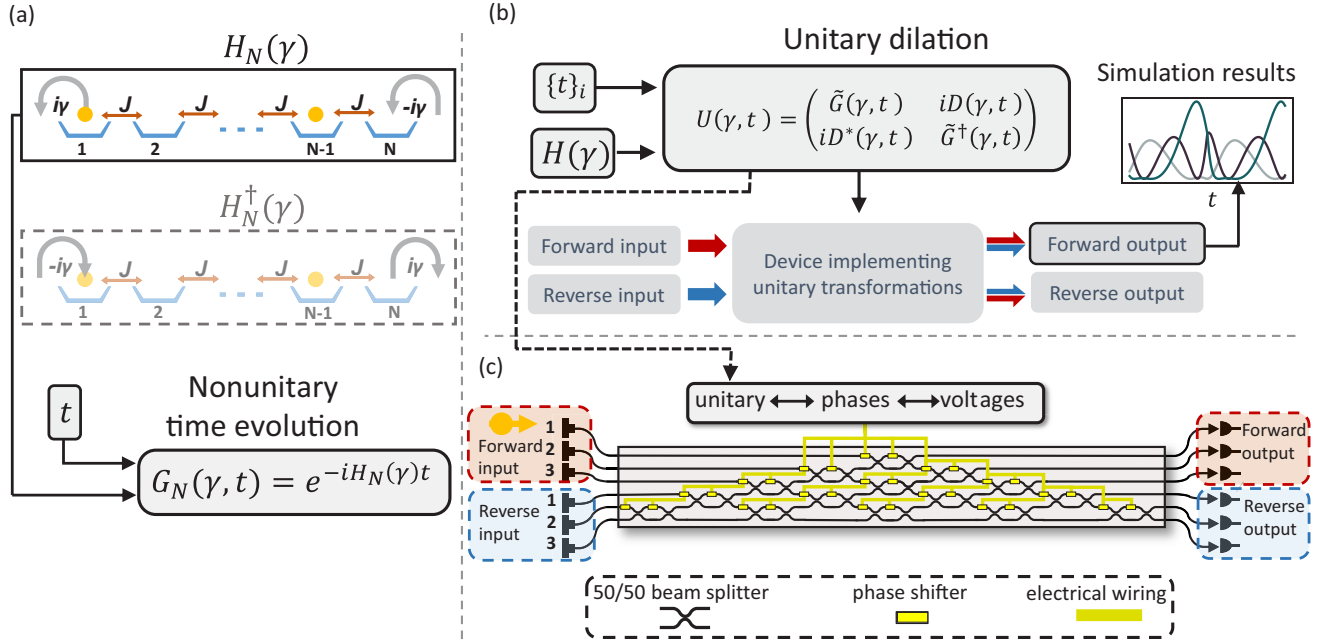 (a)
H_N(γ)
iγ J J J J -iγ
1 2 N-1 N
H_N^†(γ)
-iγ J J J J iγ
1 2 N-1 N
Nonunitary
time evolution
t
G_N(γ, t) = e^{-iH_N(γ)t}
(b)
Unitary dilation
{t}_i
H(γ)
U(γ, t) = ( G̃(γ, t) iD(γ, t)
iD*(γ, t) G̃†(γ, t) )
Simulation results
t
Forward input
Reverse input
Device implementing
unitary transformations
Forward output
Reverse output
(c)
unitary phases voltages
1
2
3
Forward
input
1
2
3
Reverse
input
Forward
output
Reverse
output
50/50 beam splitter
phase shifter
electrical wiring